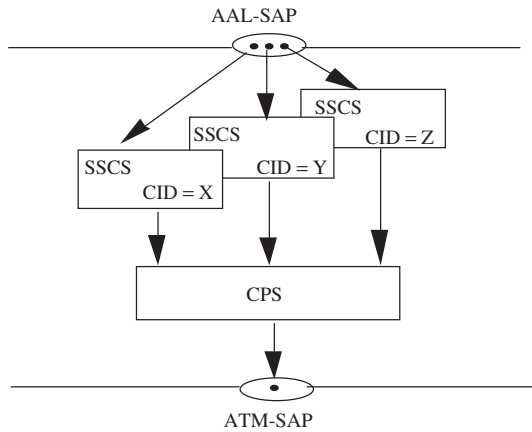 AAL-SAP
SSCS
CID = Z
SSCS
CID = Y
SSCS
CID = X
CPS
ATM-SAP